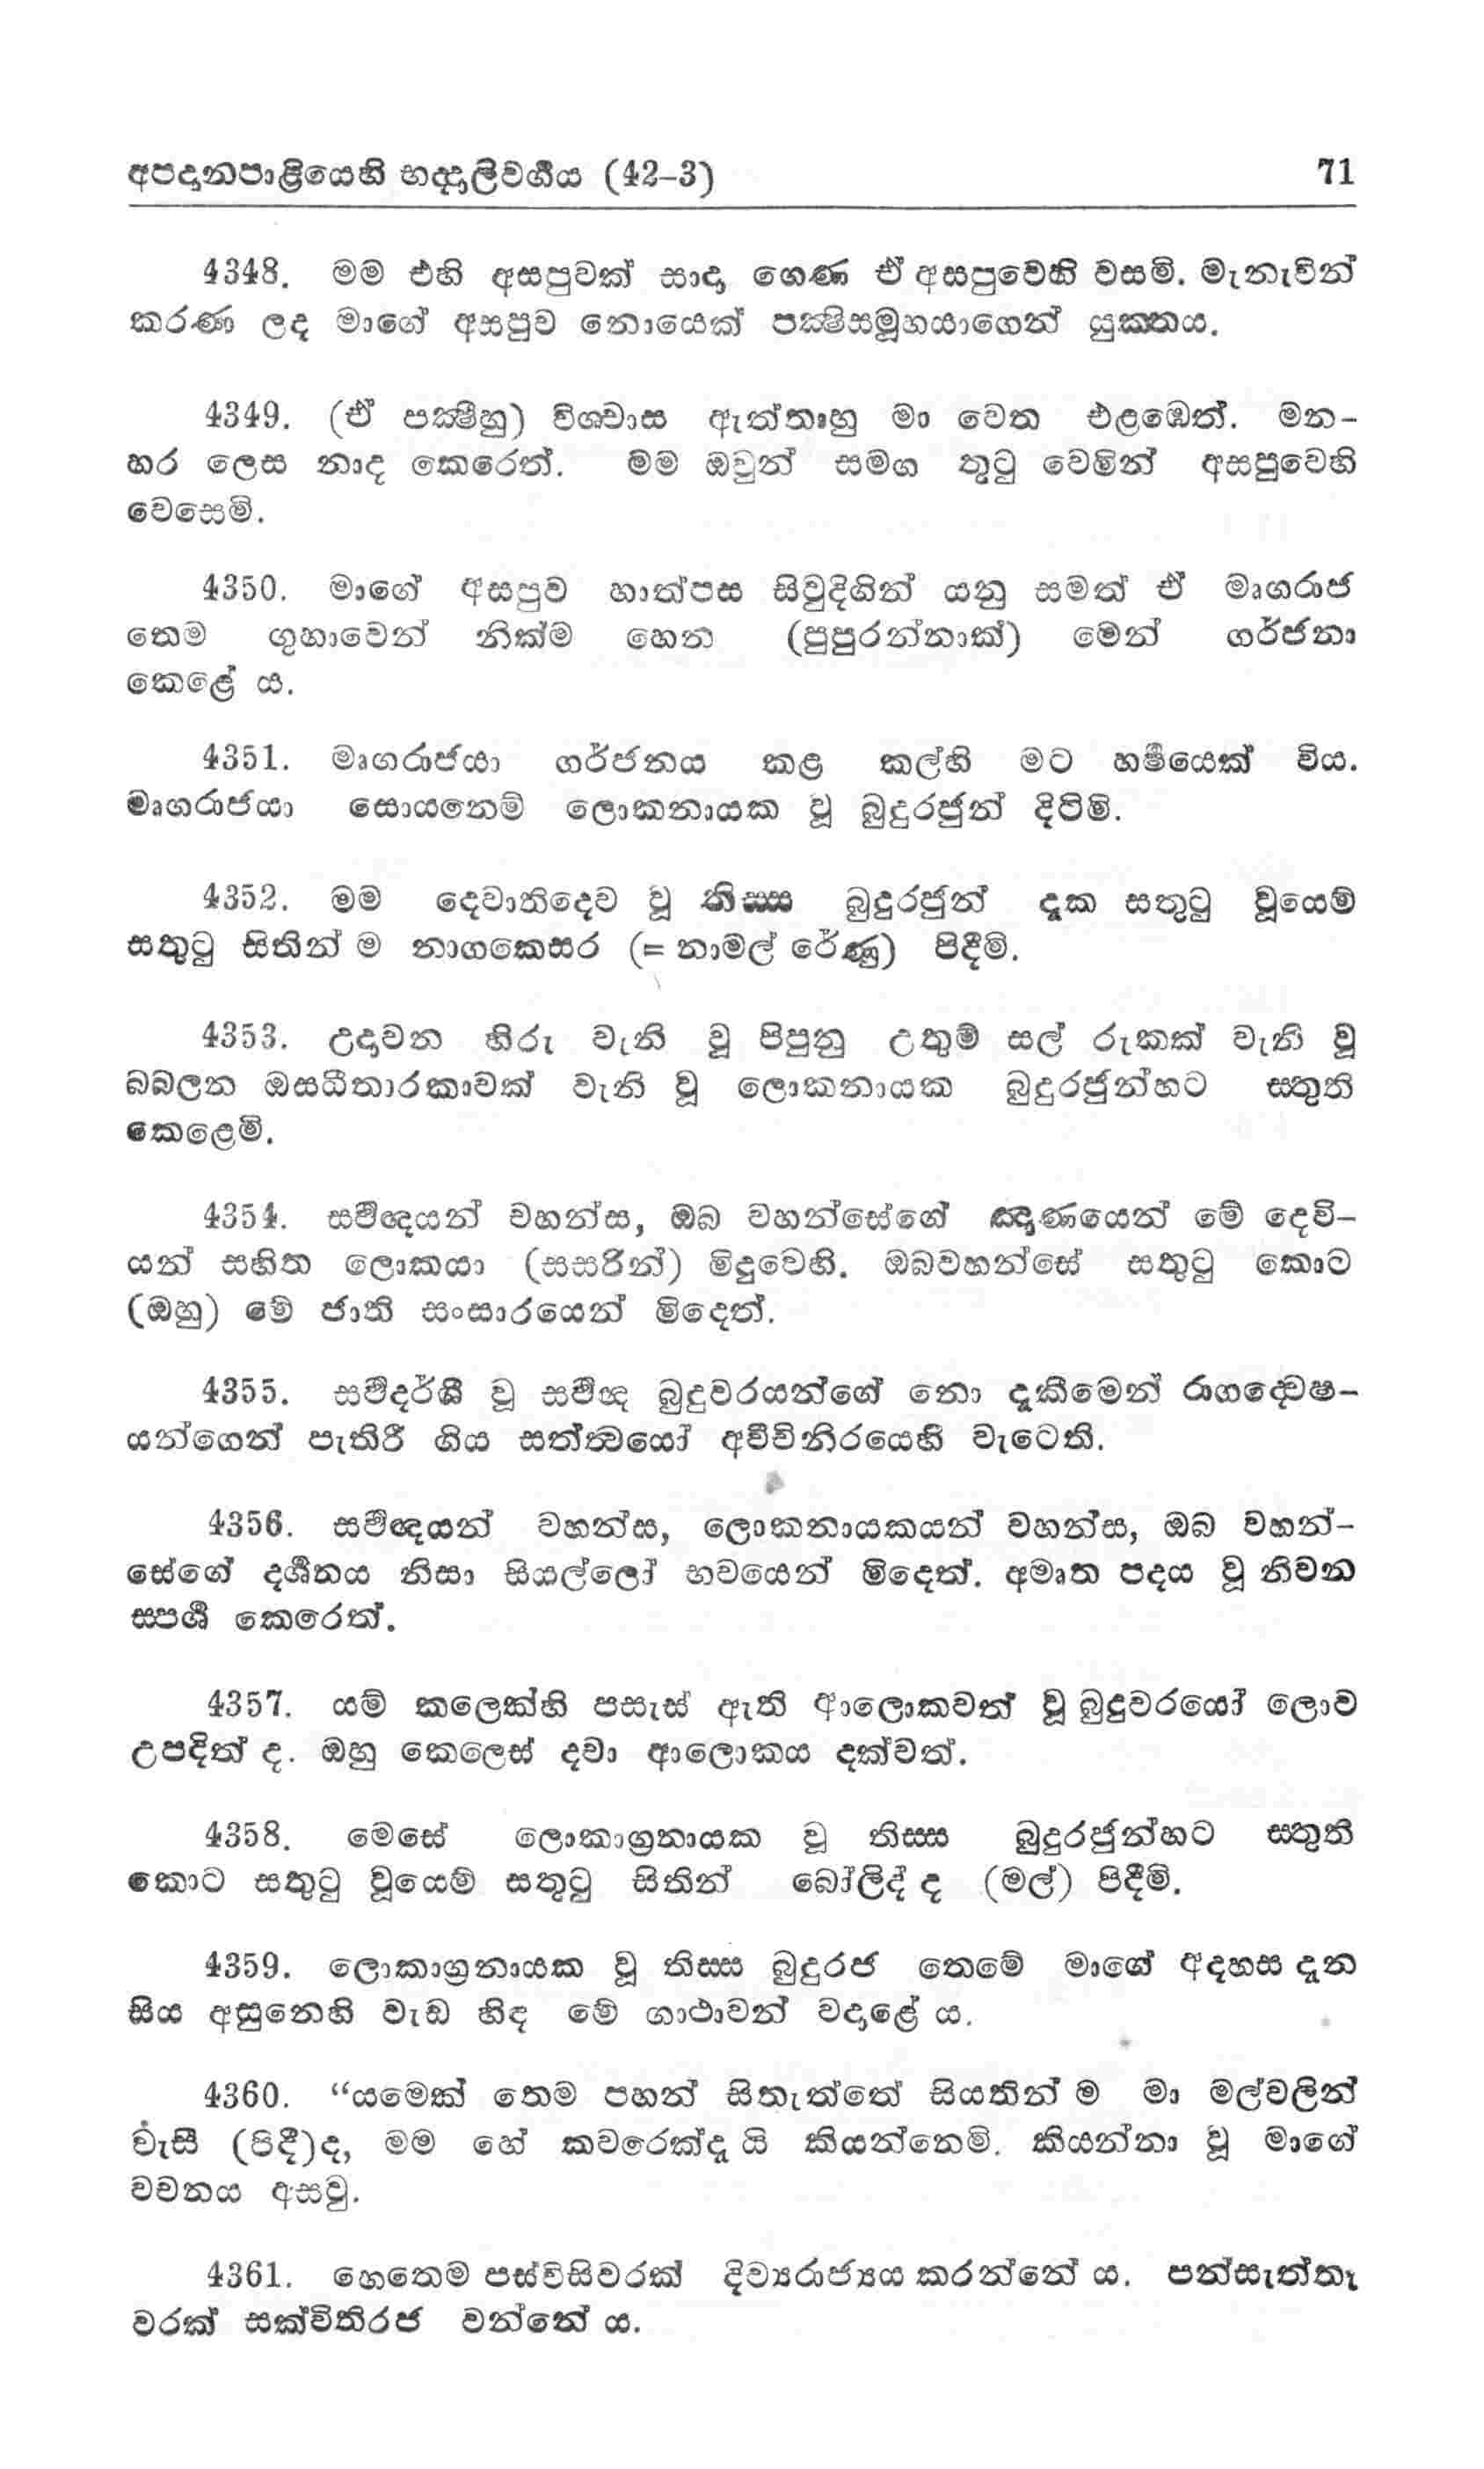 අපදානපාළියෙහි භද්දාලිවර්ගය (42-3) 71
4348. මම එහි අසපුවක් සාදා ගෙණ ඒ අසපුවෙහි වසමි. මැනැවින්
කරණ ලද මාගේ අසපුව නොයෙක් පක්ෂිසමූහයාගෙන් යුක්තය.
4349. (ඒ පක්ෂීහු) විශ්වාස ඇත්තාහු මා වෙත එළඹෙත්. මන-
හර ලෙස නාද කෙරෙත්. මම ඔවුන් සමග තුටු වෙමින් අසපුවෙහි
වෙසෙමි.
4350. මාගේ අසපුව හාත්පස සිවුදිගින් යනු සමත් ඒ මෘගරාජ
තෙම ගුහාවෙන් නික්ම හෙන (පුපුරන්නාක්) මෙන් ගර්ජනා
කෙළේ ය.
4351. මෘගරාජයා ගර්ජනය කළ කල්හි මට හර්ෂයෙක් විය.
මෘගරාජයා සොයනෙම් ලොකනායක වූ බුදුරජුන් දිපිමි.
4352. මම දෙවාතිදෙව වූ තිස්ස බුදුරජුන් දැක සතුටු වූයෙම්
සතුටු සිතින් ම නාගකෙසර (= නාමල් රේණු) පිදීමි.
4353. උදාවන හිරු වැනි වූ පිපුනු උතුම් සල් රුකක් වැනි වූ
බබලන ඔසධීතාරකාවක් වැනි වූ ලොකනායක බුදුරජුන්හට ස්තුති
කෙළෙමි.
4354. සර්වඥයන් වහන්ස, ඔබ වහන්සේගේ ඤාණයෙන් මේ දෙවි-
යන් සහිත ලොකයා (සසරින්) මිදුවෙහි. ඔබවහන්සේ සතුටු කොට
(ඔහු) මේ ජාති සංසාරයෙන් මිදෙත්.
4355. සර්වදර්ශී වූ සර්වඥ බුදුවරයන්ගේ නො දැකීමෙන් රාගද්වෙෂ-
යන්ගෙන් පැතිරී ගිය සත්ත්වයෝ අවීචිනිරයෙහි වැටෙති.
4356. සර්වඥයන් වහන්ස, ලොකනායකයන් වහන්ස, ඔබ වහන්-
සේගේ දර්ශනය නිසා සියල්ලෝ භවයෙන් මිදෙත්. අමෘත පදය වූ නිවන
ස්පර්ශ කෙරෙත්.
4357. යම් කලෙක්හි පසැස් ඇති ආලොකවත් වූ බුදුවරයෝ ලොව
උපදිත් ද. ඔහු කෙලෙස් දවා ආලොකය දක්වත්.
4358. මෙසේ ලොකාග්‍රනායක වූ තිස්ස බුදුරජුන්හට ස්තුති
කොට සතුටු වූයෙම් සතුටු සිතින් බෝලිද්ද (මල්) පිදීමි.
4359. ලොකාග්‍රනායක වූ තිස්ස බුදුරජ තෙමේ මාගේ අදහස දැන
සිය අසුනෙහි වැඩ හිඳ මේ ගාථාවන් වදාළේ ය.
4360. “යමෙක් තෙම පහන් සිතැත්තේ සියතින් ම මා මල්වලින්
වැසී (පිදී)ද, මම හේ කවරෙක්දැ යි කියන්නෙමි. කියන්නා වූ මාගේ
වචනය අසවු.
4361. හෙතෙම පස්විසිවරක් දිව්‍යරාජ්‍යය කරන්නේ ය. පන්සැත්තෑ
වරක් සක්විතිරජ වන්නේ ය.